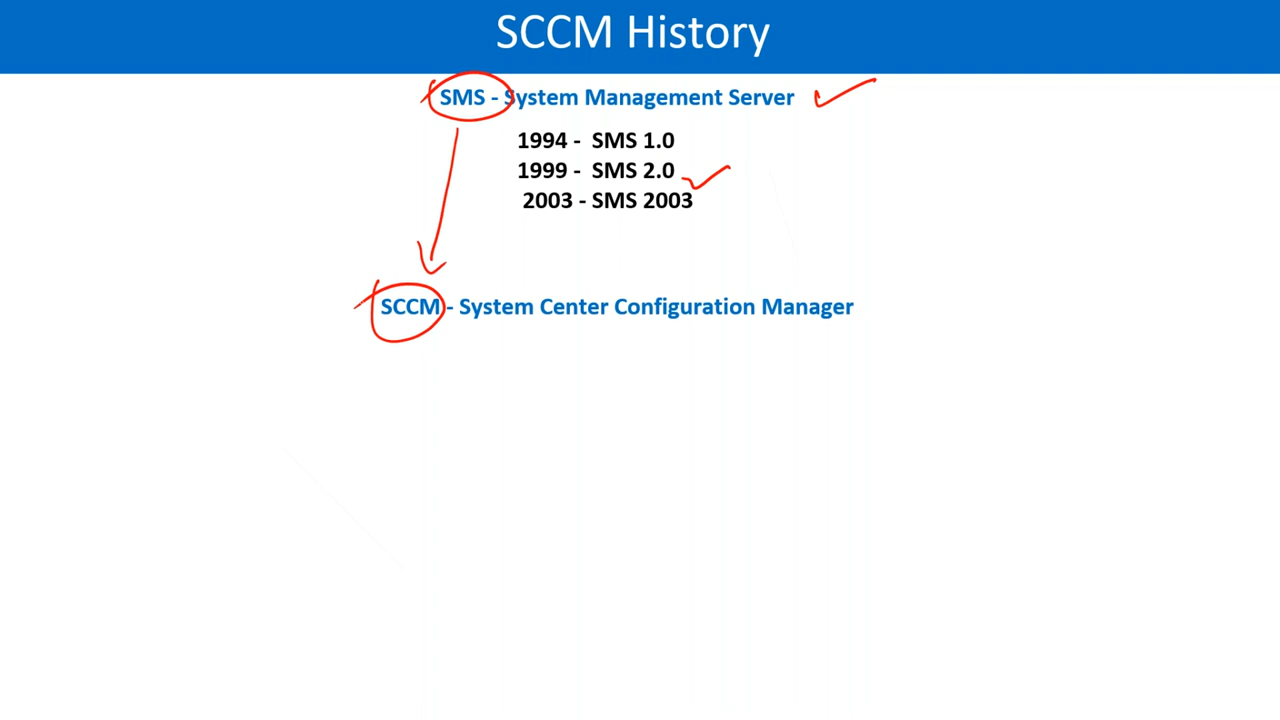 SCCM History
SMS - System Management Server
1994 - SMS 1.0
1999 - SMS 2.0
2003 - SMS 2003
SCCM - System Center Configuration Manager